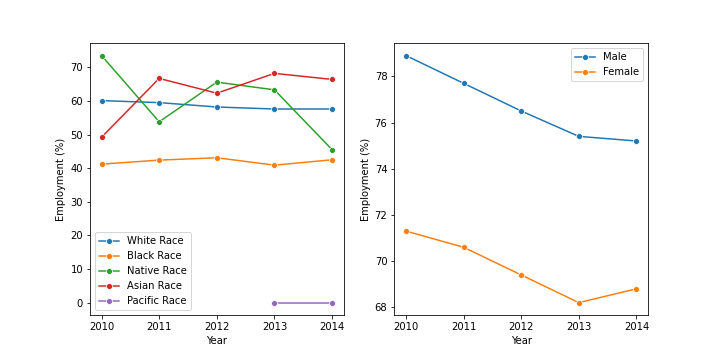 70
60
50
40
30
20
10
0
Employment (%)
2010 2011 2012 2013 2014
Year
White Race
Black Race
Native Race
Asian Race
Pacific Race
78
76
74
72
70
68
Employment (%)
2010 2011 2012 2013 2014
Year
Male
Female